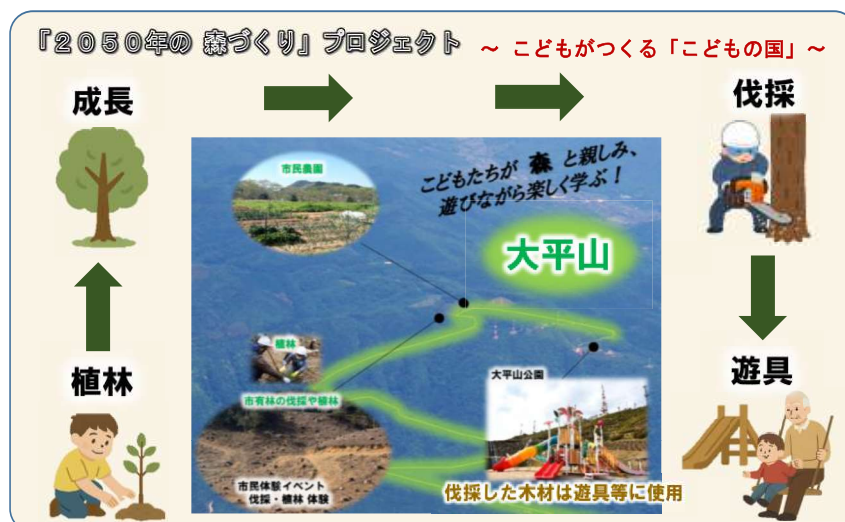 『２０５０年の 森づくり』プロジェクト ～ こどもがつくる「こどもの国」～
成長
伐採
市民農園
こどもたちが 森 と親しみ、
遊びながら楽しく学ぶ！
大平山
植林
植林
遊具
大平山公園
市有林の伐採や植林
市民体験イベント
伐採・植林 体験
伐採した木材は遊具等に使用